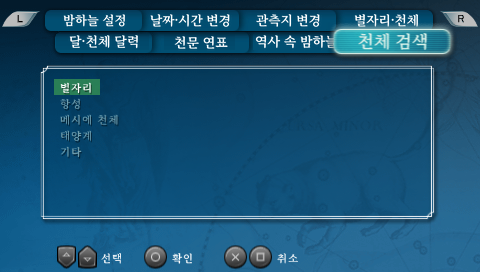 L 밤하늘 설정 날짜·시간 변경 관측지 변경 별자리·천체 R
달·천체 달력 천문 연표 역사 속 밤하늘 천체 검색
별자리
항성
메시에 천체
태양계
기타
선택 확인 취소